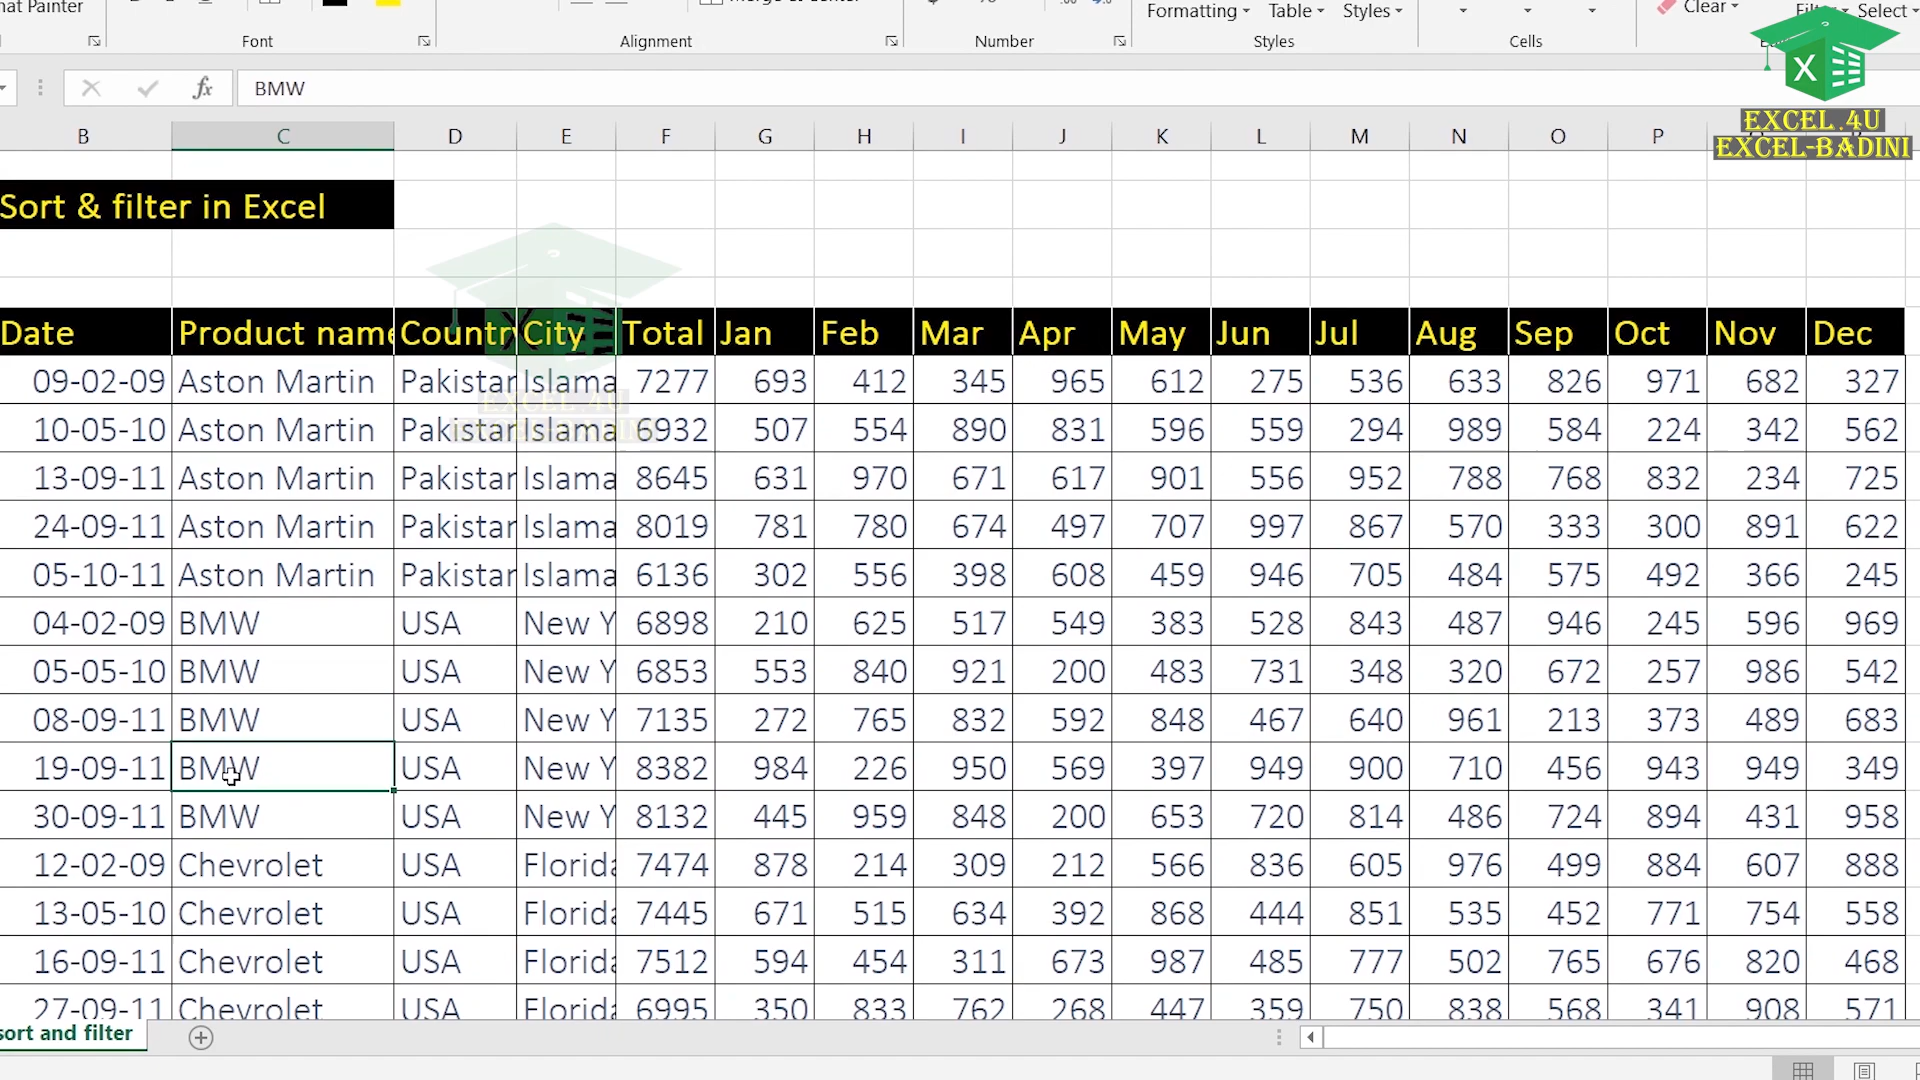 at Painter
Merge & Center
Formatting Table Styles
Clear
Select
Font Alignment Number Styles Cells
BMW
EXCEL.4U
EXCEL-BADINI
B C D E F G H I J K L M N O P
Sort & filter in Excel
Date Product name Countr City Total Jan Feb Mar Apr May Jun Jul Aug Sep Oct Nov Dec
09-02-09 Aston Martin Pakistan Islama 7277 693 412 345 965 612 275 536 633 826 971 682 327
10-05-10 Aston Martin Pakistan Islama 6932 507 554 890 831 596 559 294 989 584 224 342 562
13-09-11 Aston Martin Pakistan Islama 8645 631 970 671 617 901 556 952 788 768 832 234 725
24-09-11 Aston Martin Pakistan Islama 8019 781 780 674 497 707 997 867 570 333 300 891 622
05-10-11 Aston Martin Pakistan Islama 6136 302 556 398 608 459 946 705 484 575 492 366 245
04-02-09 BMW USA New Y 6898 210 625 517 549 383 528 843 487 946 245 596 969
05-05-10 BMW USA New Y 6853 553 840 921 200 483 731 348 320 672 257 986 542
08-09-11 BMW USA New Y 7135 272 765 832 592 848 467 640 961 213 373 489 683
19-09-11 BMW USA New Y 8382 984 226 950 569 397 949 900 710 456 943 949 349
30-09-11 BMW USA New Y 8132 445 959 848 200 653 720 814 486 724 894 431 958
12-02-09 Chevrolet USA Florida 7474 878 214 309 212 566 836 605 976 499 884 607 888
13-05-10 Chevrolet USA Florida 7445 671 515 634 392 868 444 851 535 452 771 754 558
16-09-11 Chevrolet USA Florida 7512 594 454 311 673 987 485 777 502 765 676 820 468
27-09-11 Chevrolet USA Florida 6995 350 833 762 268 447 359 750 838 568 341 908 571
sort and filter